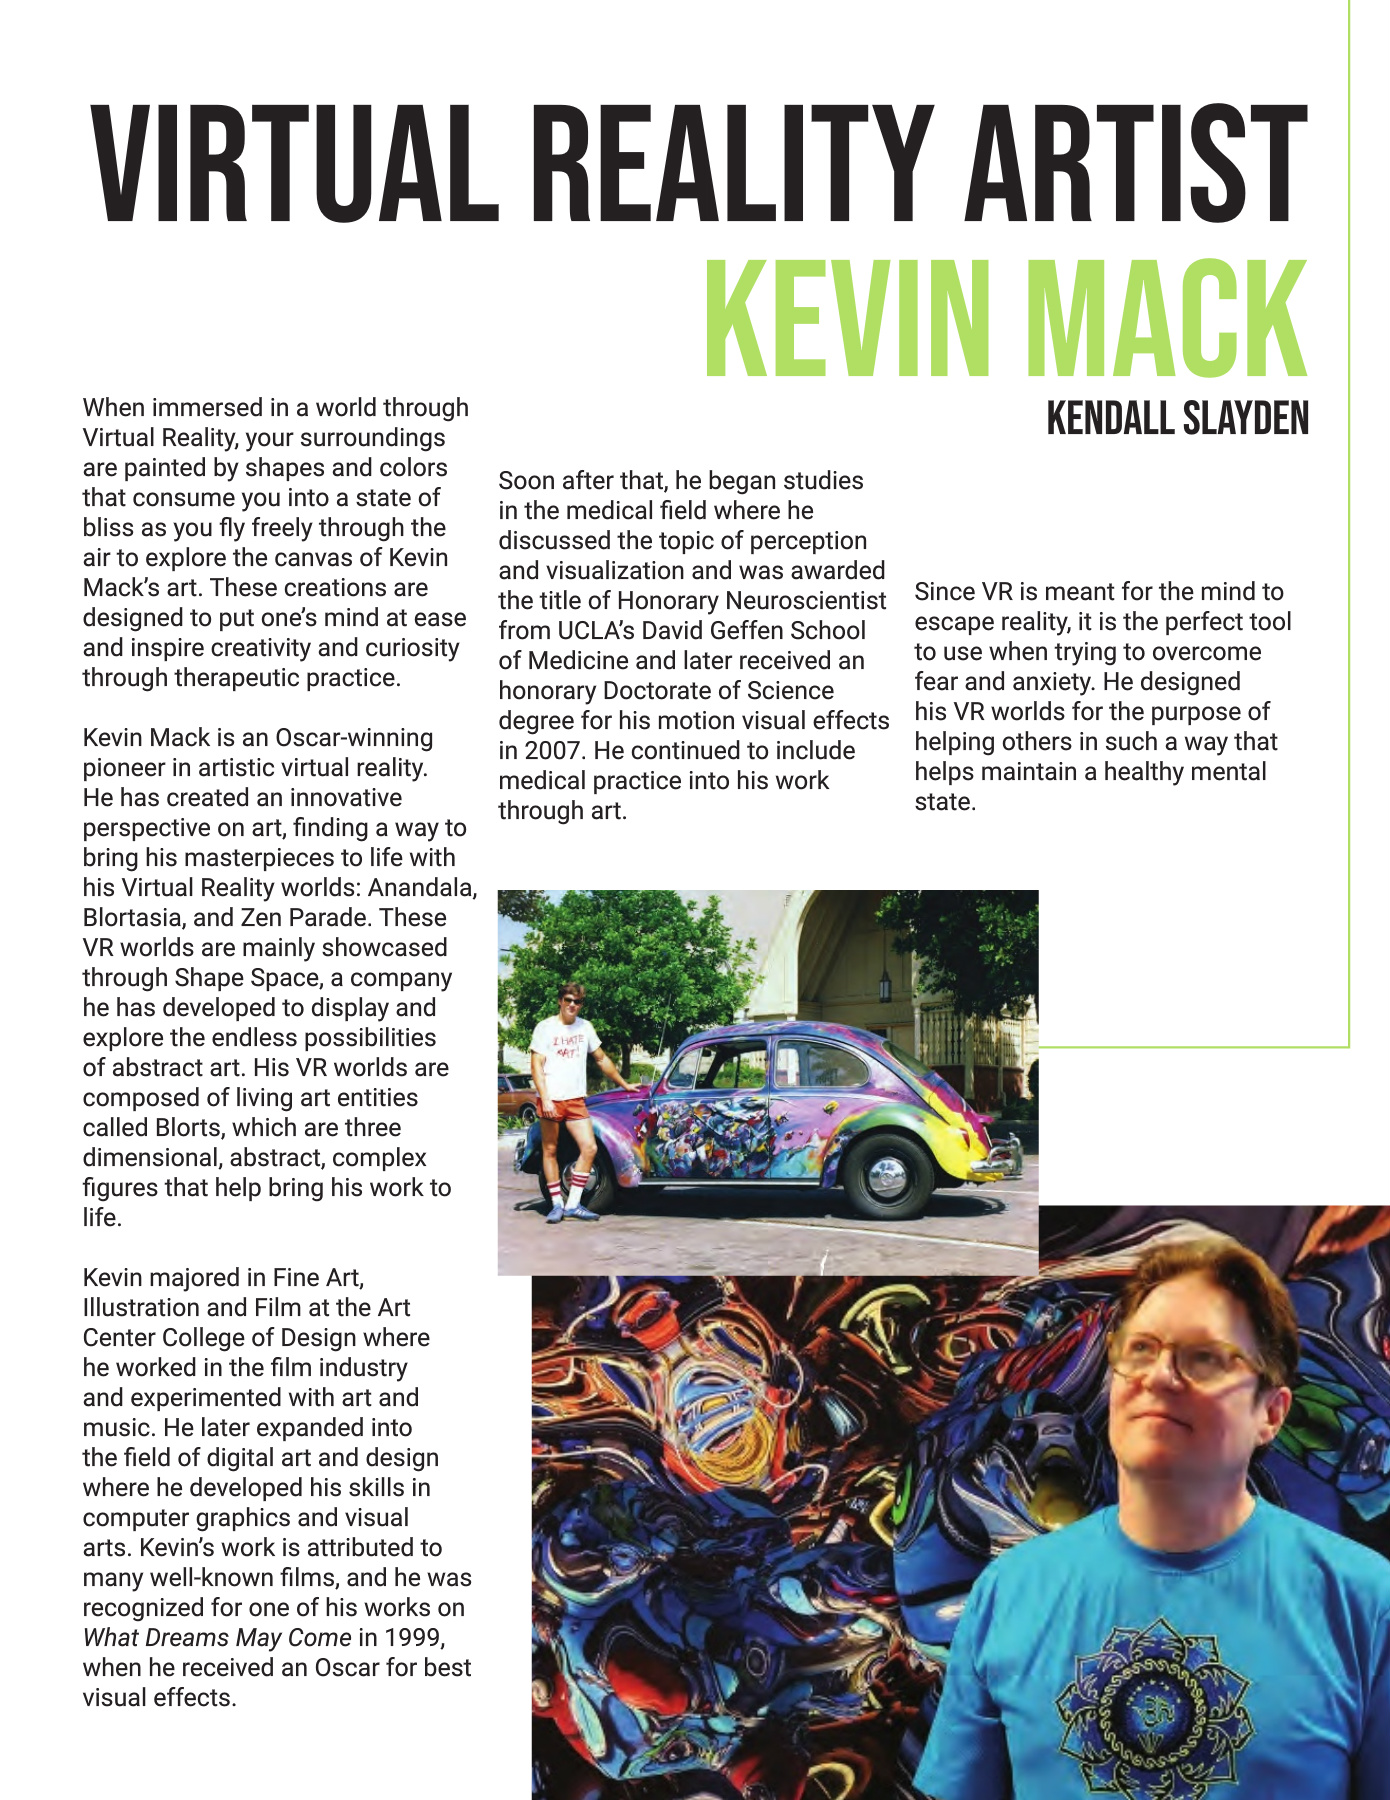 VIRTUAL REALITY ARTIST
KEVIN MACK
KENDALL SLAYDEN
When immersed in a world through
Virtual Reality, your surroundings
are painted by shapes and colors
that consume you into a state of
bliss as you fly freely through the
air to explore the canvas of Kevin
Mack's art. These creations are
designed to put one's mind at ease
and inspire creativity and curiosity
through therapeutic practice.
Kevin Mack is an Oscar-winning
pioneer in artistic virtual reality.
He has created an innovative
perspective on art, finding a way to
bring his masterpieces to life with
his Virtual Reality worlds: Anandala,
Blortasia, and Zen Parade. These
VR worlds are mainly showcased
through Shape Space, a company
he has developed to display and
explore the endless possibilities
of abstract art. His VR worlds are
composed of living art entities
called Blorts, which are three
dimensional, abstract, complex
figures that help bring his work to
life.
Kevin majored in Fine Art,
Illustration and Film at the Art
Center College of Design where
he worked in the film industry
and experimented with art and
music. He later expanded into
the field of digital art and design
where he developed his skills in
computer graphics and visual
arts. Kevin's work is attributed to
many well-known films, and he was
recognized for one of his works on
What Dreams May Come in 1999,
when he received an Oscar for best
visual effects.
Soon after that, he began studies
in the medical field where he
discussed the topic of perception
and visualization and was awarded
the title of Honorary Neuroscientist
from UCLA's David Geffen School
of Medicine and later received an
honorary Doctorate of Science
degree for his motion visual effects
in 2007. He continued to include
medical practice into his work
through art.
Since VR is meant for the mind to
escape reality, it is the perfect tool
to use when trying to overcome
fear and anxiety. He designed
his VR worlds for the purpose of
helping others in such a way that
helps maintain a healthy mental
state.
I HATE
ART!